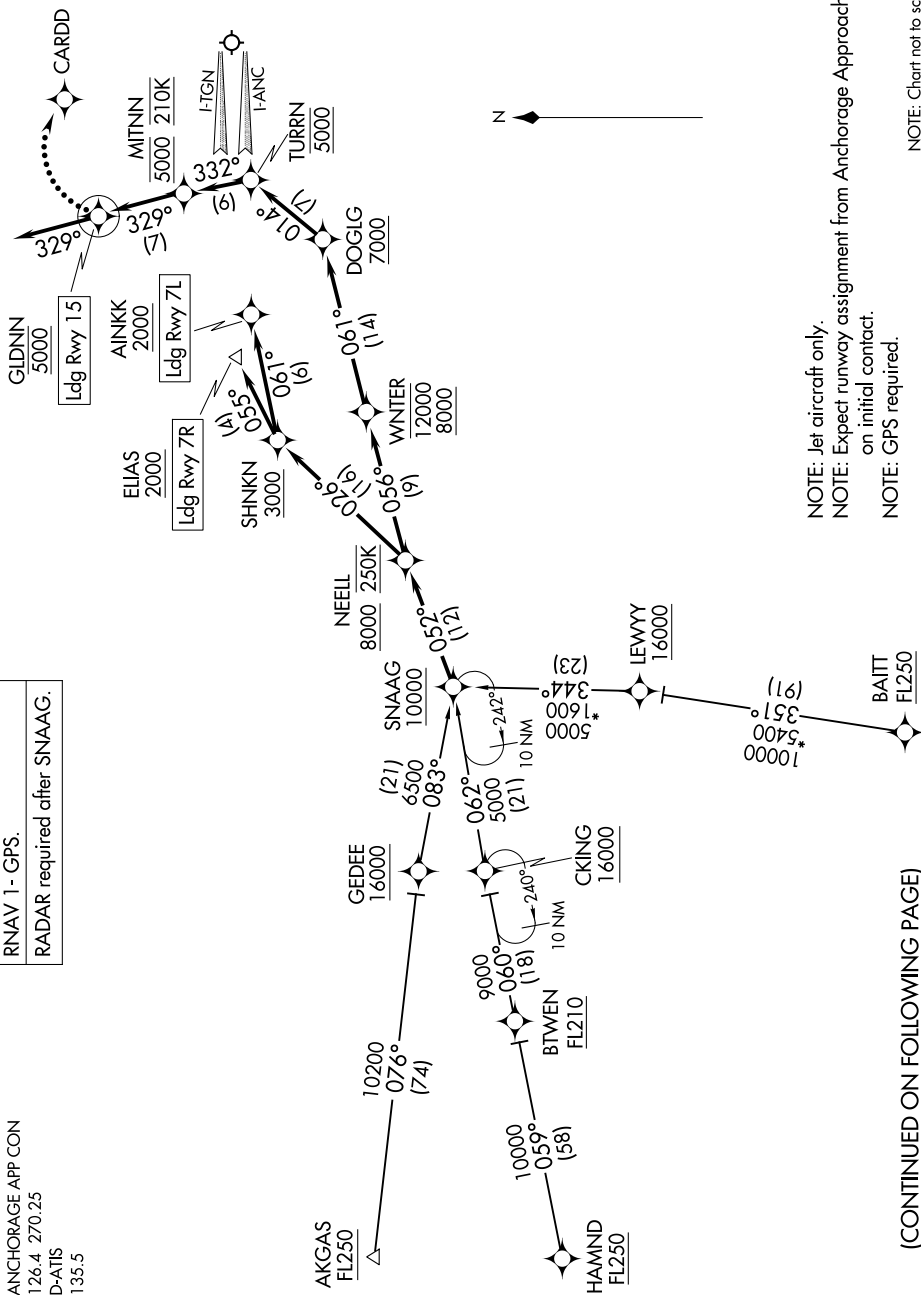 ANCHORAGE APP CON
126.4 270.25
D-ATIS
135.5
RNAV 1 - GPS.
RADAR required after SNAAG.
GLDNN
5000
Ldg Rwy 15
329°
CARDD
329°
(7)
MITNN
5000 210K
332°
(6)
I-TGN
I-ANC
TURRN
5000
014°
(7)
DOGLG
7000
061°
(14)
WNTER
12000
8000
056°
(9)
AINKK
2000
Ldg Rwy 7L
061°
(6)
ELIAS
2000
Ldg Rwy 7R
(4)
055°
SHNKN
3000
026°
(16)
NEELL
8000 250K
052°
(12)
SNAAG
10000
242°
10 NM
(21)
6500
083°
GEDEE
16000
10200
076°
(74)
AKGAS
FL250
062°
5000
(21)
CKING
16000
240°
10 NM
9000
060°
(18)
BTWEN
FL210
10000
059°
(58)
HAMND
FL250
(23)
344°
*1600
5000
LEWYY
16000
(91)
351°
*5400
10000
BAITT
FL250
N
NOTE: Jet aircraft only.
NOTE: Expect runway assignment from Anchorage Approach
on initial contact.
NOTE: GPS required.
NOTE: Chart not to sc
(CONTINUED ON FOLLOWING PAGE)